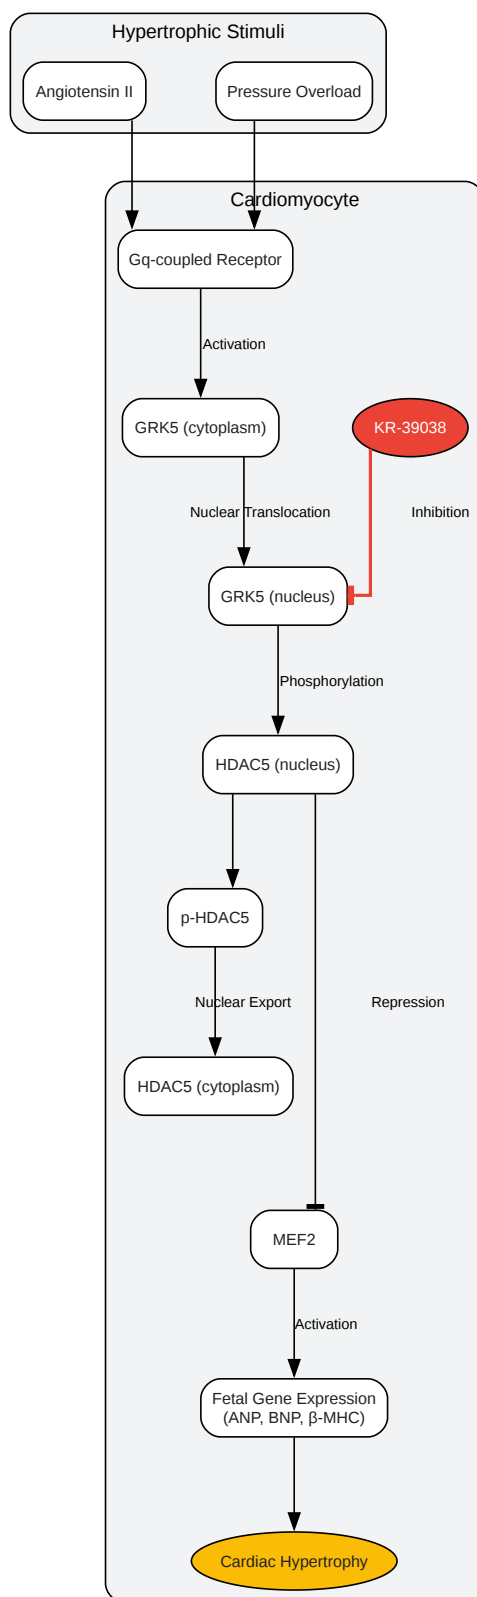 Hypertrophic Stimuli
Angiotensin II
Pressure Overload
Cardiomyocyte
Gq-coupled Receptor
Activation
GRK5 (cytoplasm)
KR-39038
Nuclear Translocation
Inhibition
GRK5 (nucleus)
Phosphorylation
HDAC5 (nucleus)
p-HDAC5
Nuclear Export
Repression
HDAC5 (cytoplasm)
MEF2
Activation
Fetal Gene Expression
(ANP, BNP, β-MHC)
Cardiac Hypertrophy